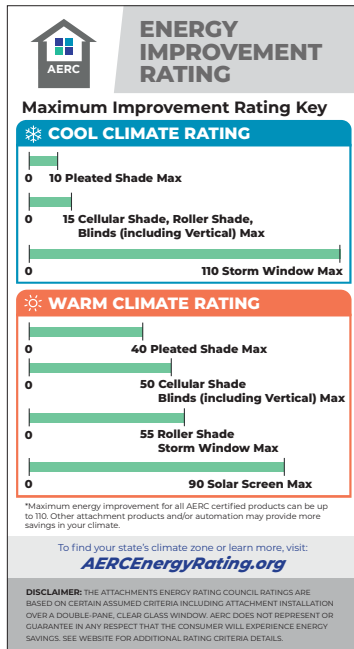 AERC
ENERGY
IMPROVEMENT
RATING
Maximum Improvement Rating Key
COOL CLIMATE RATING
0 10 Pleated Shade Max
0 15 Cellular Shade, Roller Shade,
Blinds (including Vertical) Max
0 110 Storm Window Max
WARM CLIMATE RATING
0 40 Pleated Shade Max
0 50 Cellular Shade
Blinds (including Vertical) Max
0 55 Roller Shade
Storm Window Max
0 90 Solar Screen Max
*Maximum energy improvement for all AERC certified products can be up
to 110. Other attachment products and/or automation may provide more
savings in your climate.
To find your state's climate zone or learn more, visit:
AERCEnergyRating.org
DISCLAIMER: THE ATTACHMENTS ENERGY RATING COUNCIL RATINGS ARE
BASED ON CERTAIN ASSUMED CRITERIA INCLUDING ATTACHMENT INSTALLATION
OVER A DOUBLE-PANE, CLEAR GLASS WINDOW. AERC DOES NOT REPRESENT OR
GUARANTEE IN ANY RESPECT THAT THE CONSUMER WILL EXPERIENCE ENERGY
SAVINGS. SEE WEBSITE FOR ADDITIONAL RATING CRITERIA DETAILS.